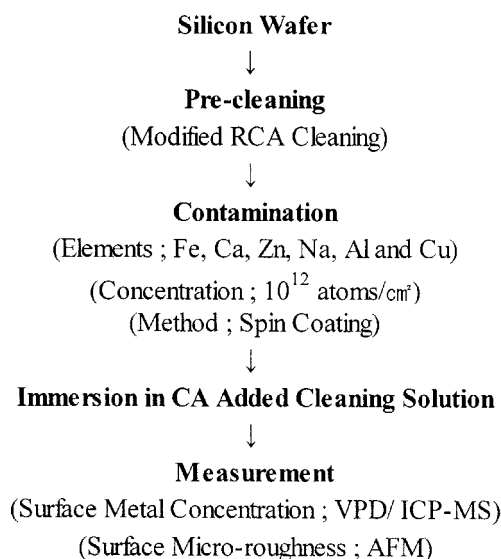 Silicon Wafer
↓
Pre-cleaning
(Modified RCA Cleaning)
↓
Contamination
(Elements ; Fe, Ca, Zn, Na, Al and Cu)
(Concentration ; 10¹² atoms/㎠)
(Method ; Spin Coating)
↓
Immersion in CA Added Cleaning Solution
↓
Measurement
(Surface Metal Concentration ; VPD/ ICP-MS)
(Surface Micro-roughness ; AFM)